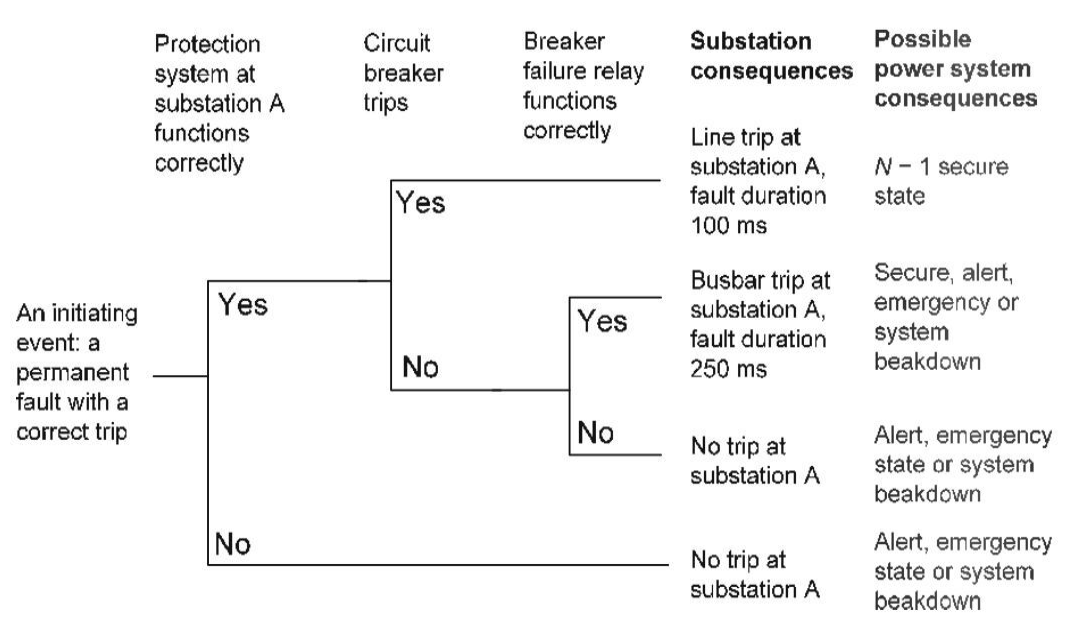 Protection
system at
substation A
functions
correctly
Circuit
breaker
trips
Breaker
failure relay
functions
correctly
Substation
consequences
Possible
power system
consequences
An initiating
event: a
permanent
fault with a
correct trip
Yes
No
Yes
No
Yes
No
Line trip at
substation A,
fault duration
100 ms
N − 1 secure
state
Busbar trip at
substation A,
fault duration
250 ms
Secure, alert,
emergency or
system
beakdown
No trip at
substation A
Alert, emergency
state or system
beakdown
No trip at
substation A
Alert, emergency
state or system
beakdown